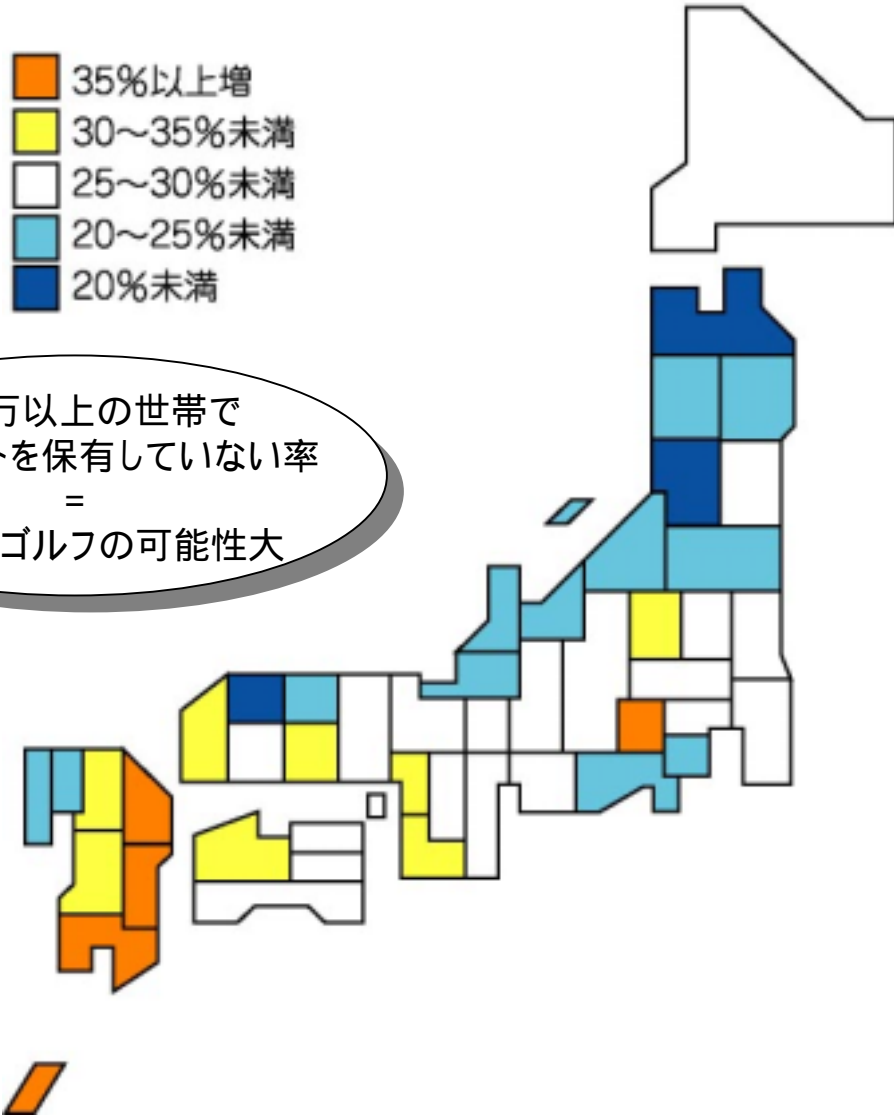 35%以上増
30～35%未満
25～30%未満
20～25%未満
20%未満
万以上の世帯で
トを保有していない率
=
ゴルフの可能性大